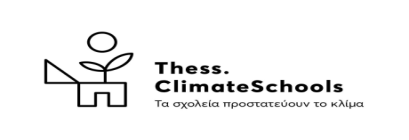 Thess.
ClimateSchools
Τα σχολεία προστατεύουν το κλίμα